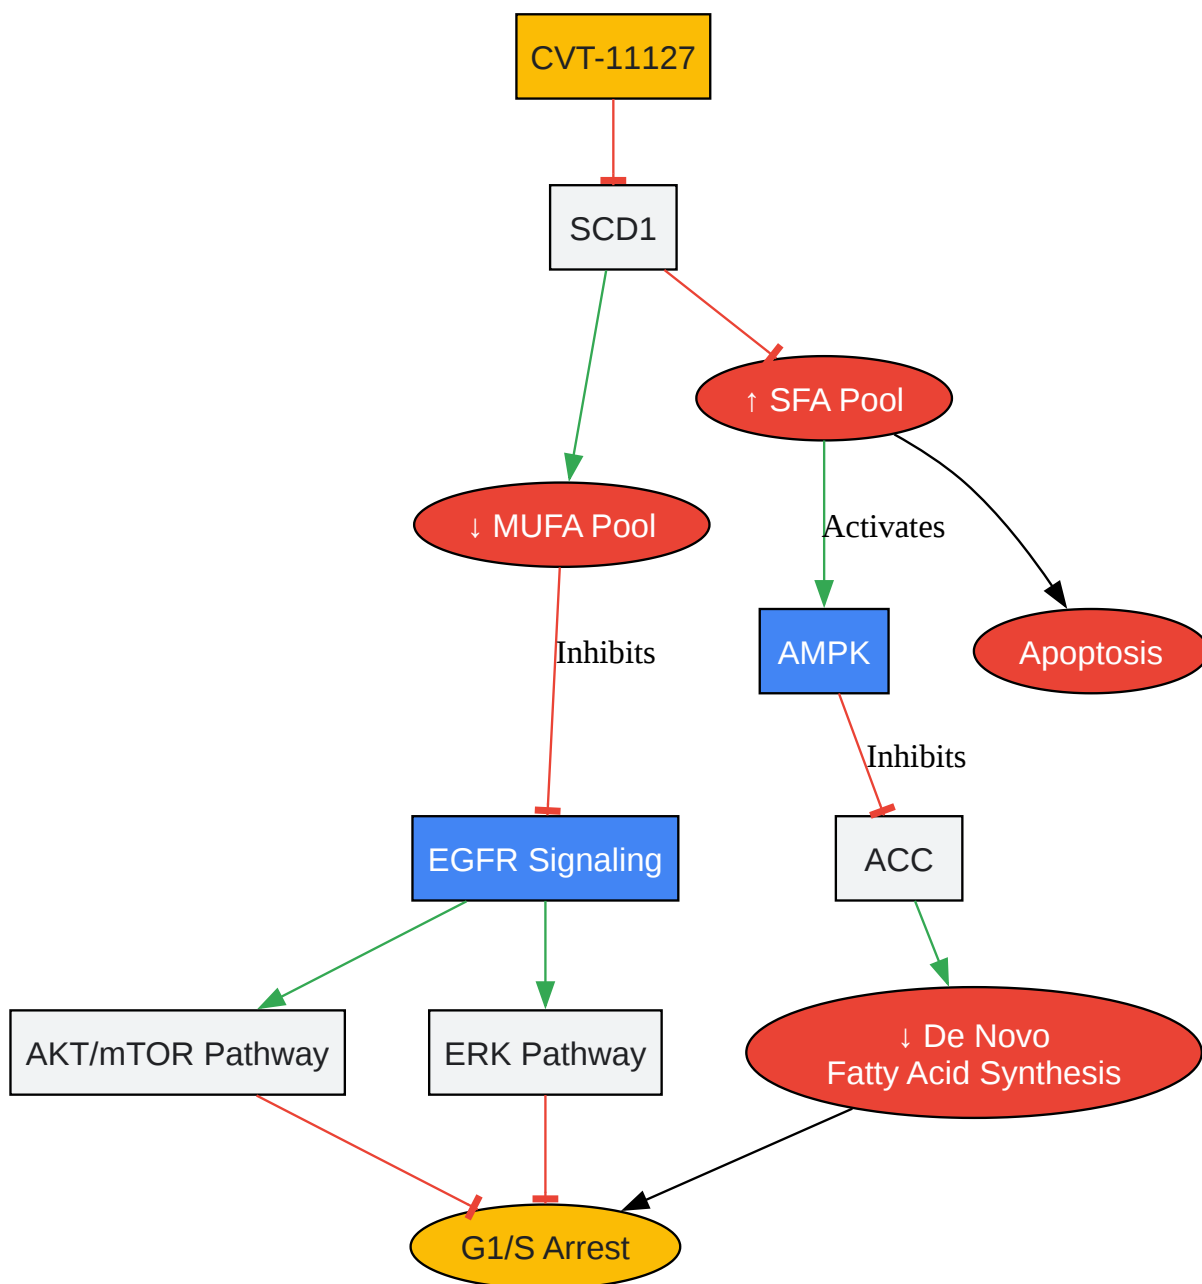 CVT-11127
SCD1
↑ SFA Pool
↓ MUFA Pool
Activates
AMPK
Apoptosis
Inhibits
Inhibits
EGFR Signaling
ACC
AKT/mTOR Pathway
ERK Pathway
↓ De Novo
Fatty Acid Synthesis
G1/S Arrest